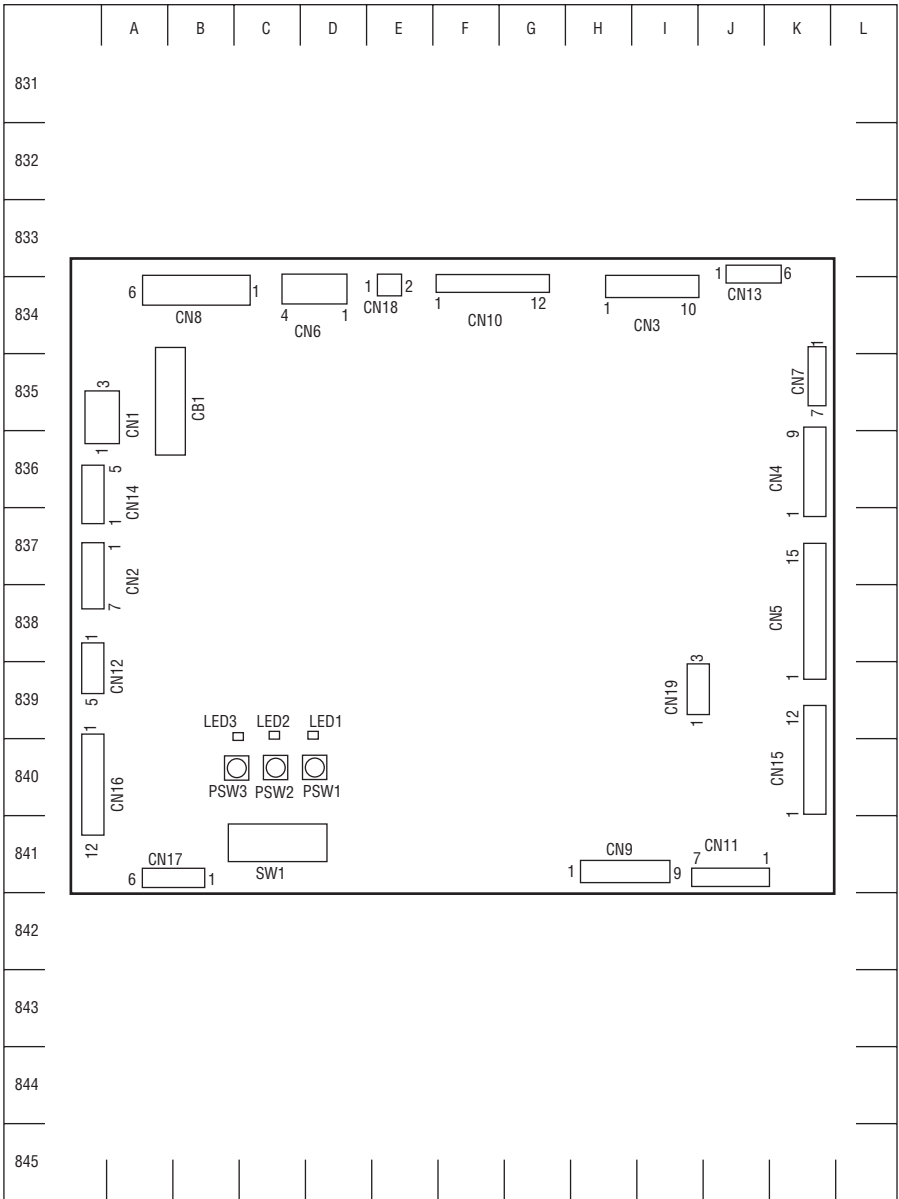 A B C D E F G H I J K L
831
832
833
834
835
836
837
838
839
840
841
842
843
844
845
6 1
CN8
4 1
CN6
1 2
CN18
1 12
CN10
1 10
CN3
1 6
CN13
3
CN1
1
CB1
1
CN7
7
5
CN14
1
9
CN4
1
1
CN2
7
15
CN5
1
1
CN12
5
3
CN19
1
LED3 LED2 LED1
PSW3 PSW2 PSW1
1
CN16
12
12
CN15
1
SW1
CN17
6 1
CN9
1 9
CN11
7 1